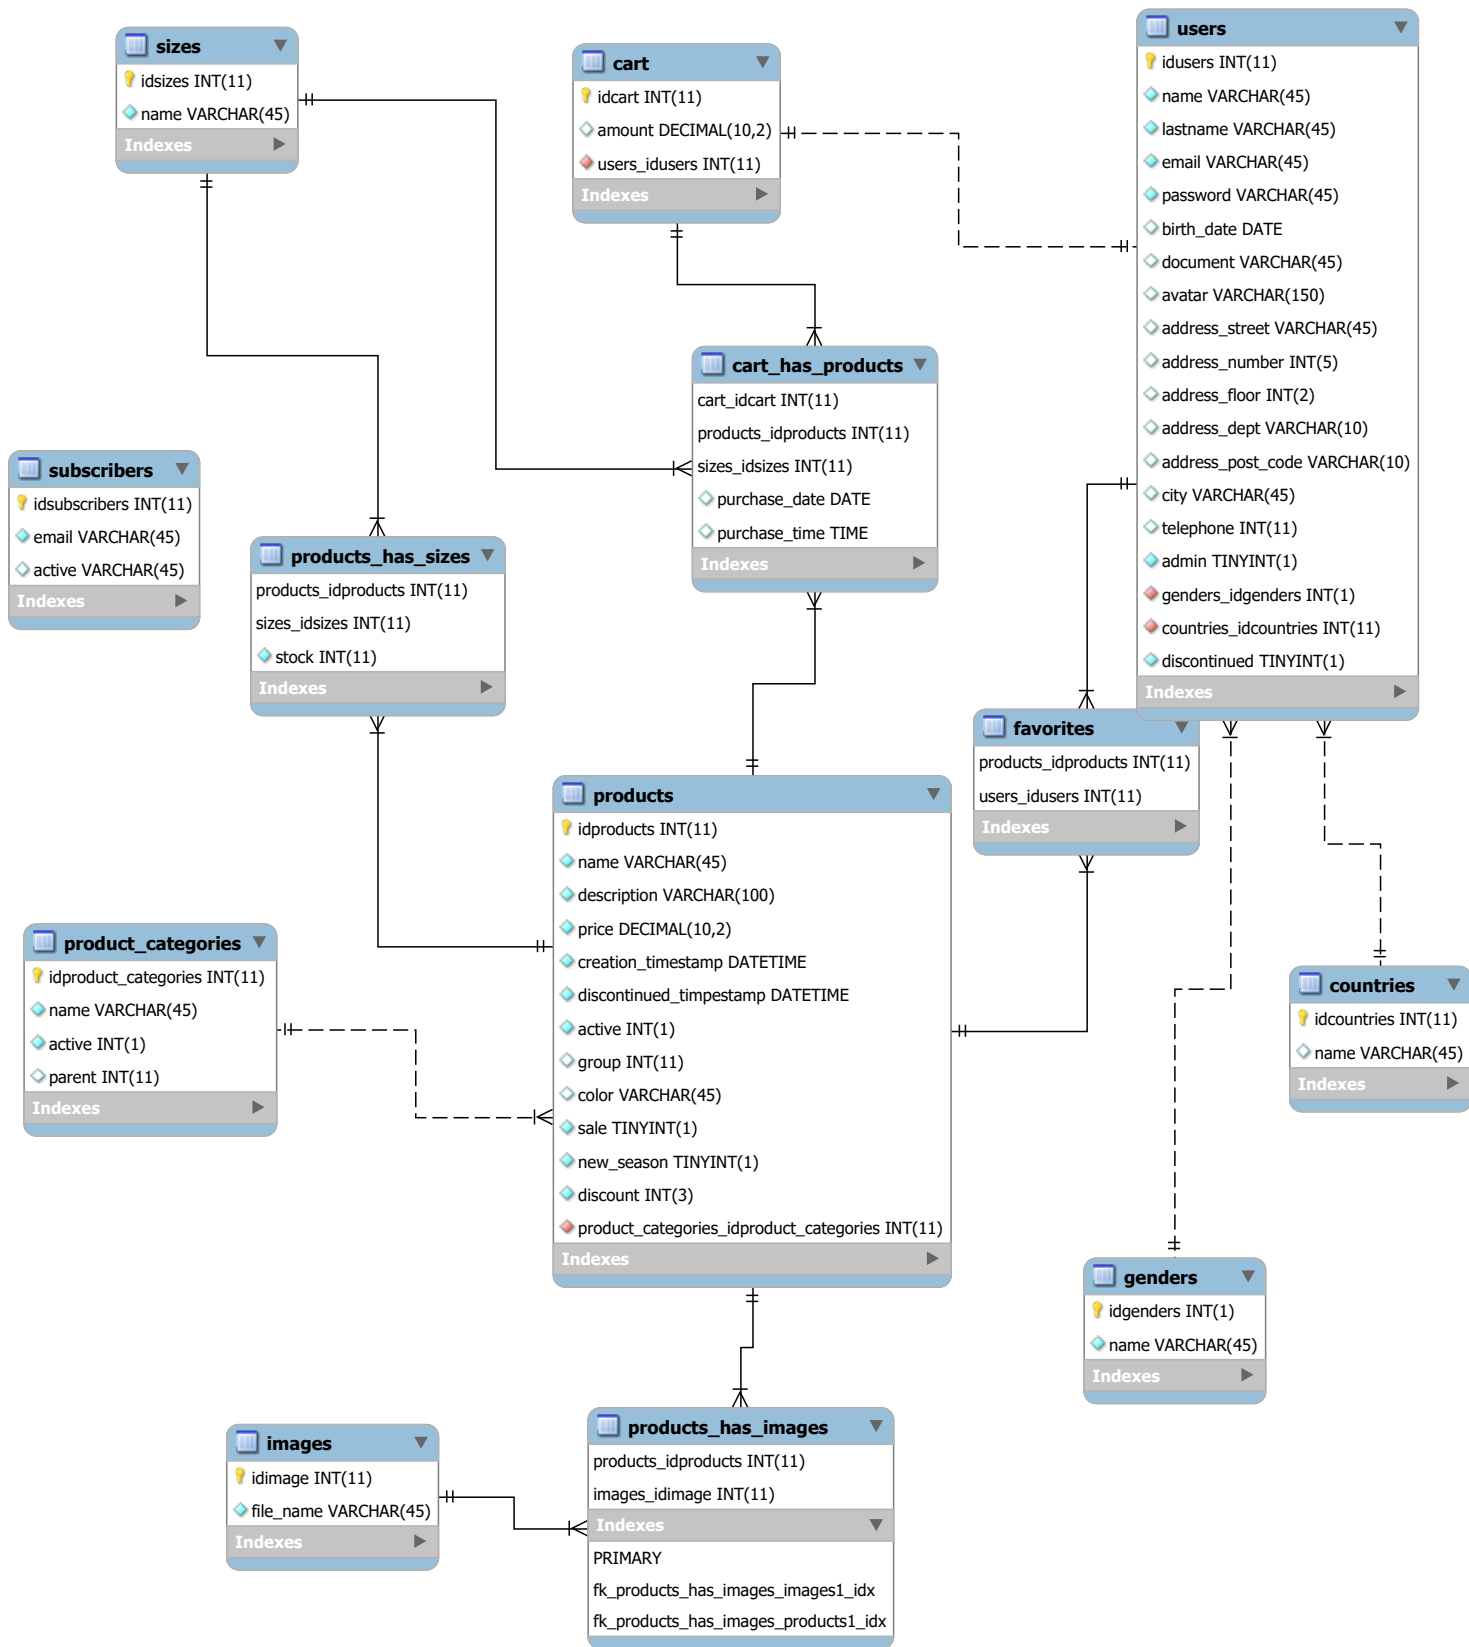 sizes
idsizes INT(11)
name VARCHAR(45)
Indexes
cart
idcart INT(11)
amount DECIMAL(10,2)
users_idusers INT(11)
Indexes
users
idusers INT(11)
name VARCHAR(45)
lastname VARCHAR(45)
email VARCHAR(45)
password VARCHAR(45)
birth_date DATE
document VARCHAR(45)
avatar VARCHAR(150)
address_street VARCHAR(45)
address_number INT(5)
address_floor INT(2)
address_dept VARCHAR(10)
address_post_code VARCHAR(10)
city VARCHAR(45)
telephone INT(11)
admin TINYINT(1)
genders_idgenders INT(1)
countries_idcountries INT(11)
discontinued TINYINT(1)
Indexes
cart_has_products
cart_idcart INT(11)
products_idproducts INT(11)
sizes_idsizes INT(11)
purchase_date DATE
purchase_time TIME
Indexes
subscribers
idsubscribers INT(11)
email VARCHAR(45)
active VARCHAR(45)
Indexes
products_has_sizes
products_idproducts INT(11)
sizes_idsizes INT(11)
stock INT(11)
Indexes
favorites
products_idproducts INT(11)
users_idusers INT(11)
Indexes
products
idproducts INT(11)
name VARCHAR(45)
description VARCHAR(100)
price DECIMAL(10,2)
creation_timestamp DATETIME
discontinued_timpestamp DATETIME
active INT(1)
group INT(11)
color VARCHAR(45)
sale TINYINT(1)
new_season TINYINT(1)
discount INT(3)
product_categories_idproduct_categories INT(11)
Indexes
product_categories
idproduct_categories INT(11)
name VARCHAR(45)
active INT(1)
parent INT(11)
Indexes
countries
idcountries INT(11)
name VARCHAR(45)
Indexes
genders
idgenders INT(1)
name VARCHAR(45)
Indexes
images
idimage INT(11)
file_name VARCHAR(45)
Indexes
products_has_images
products_idproducts INT(11)
images_idimage INT(11)
Indexes
PRIMARY
fk_products_has_images_images1_idx
fk_products_has_images_products1_idx